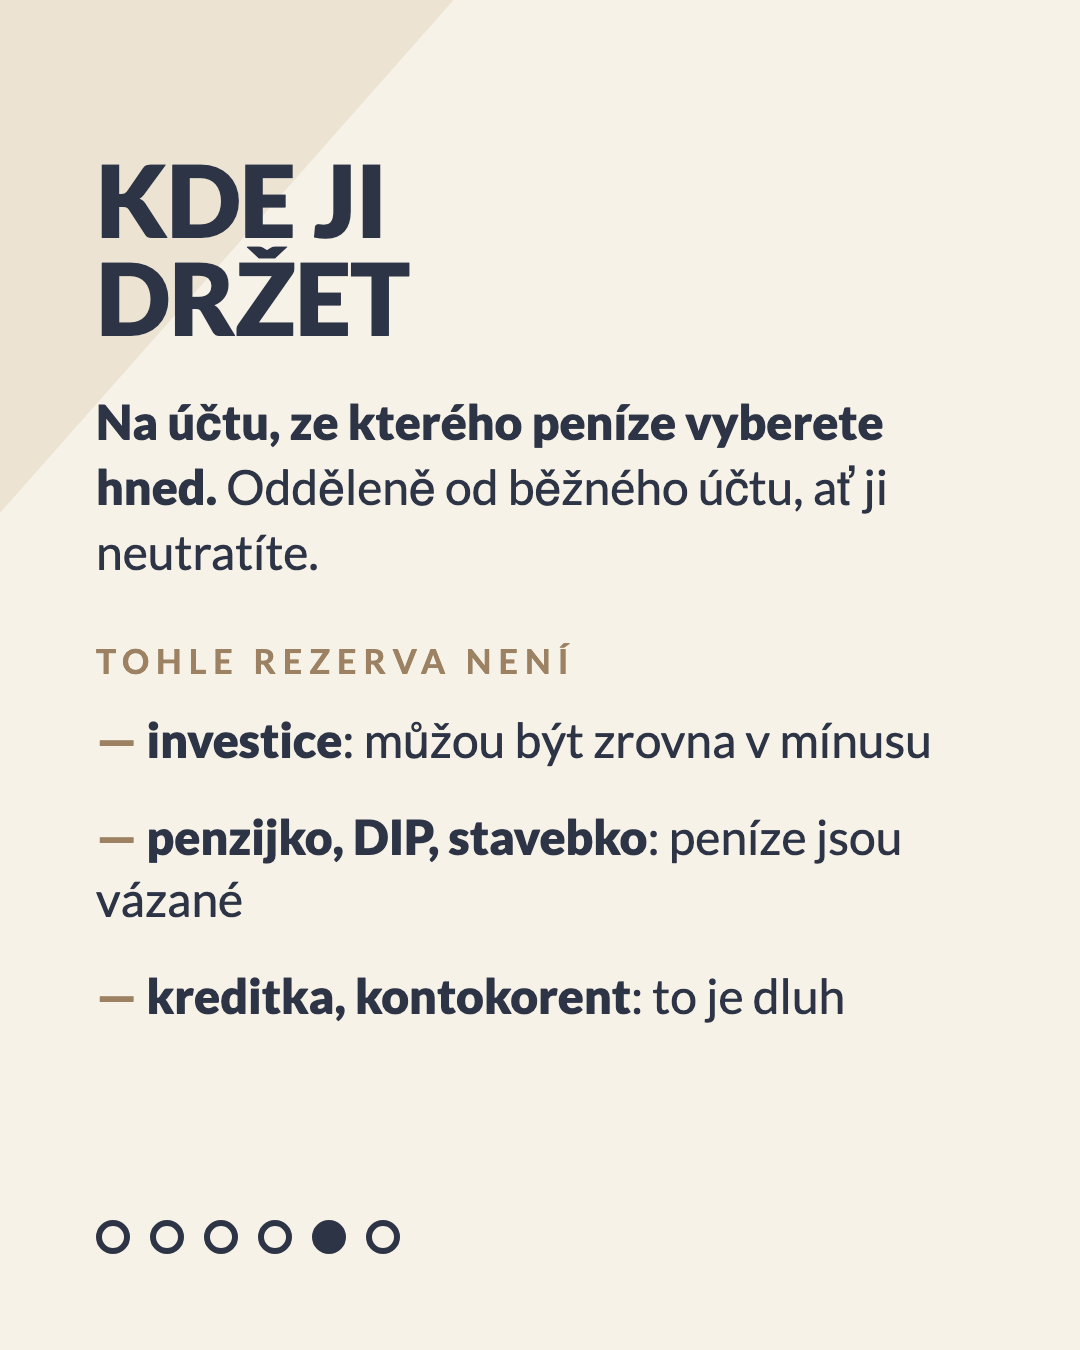 KDE JI
DRŽET
Na účtu, ze kterého peníze vyberete
hned. Odděleně od běžného účtu, ať ji
neutratíte.
TOHLE REZERVA NENÍ
— investice: můžou být zrovna v mínusu
— penzijko, DIP, stavebko: peníze jsou
vázané
— kreditka, kontokorent: to je dluh